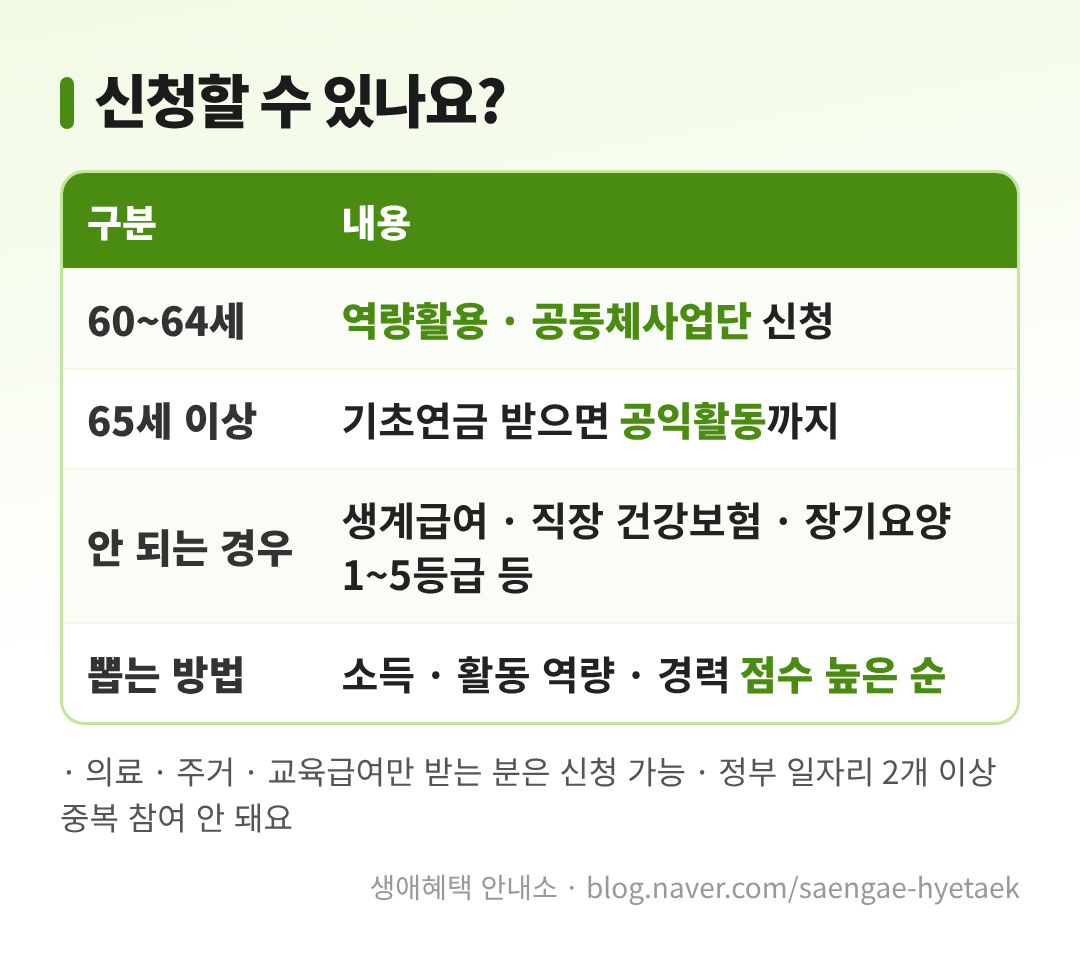 신청할 수 있나요?
구분 내용
60~64세 역량활용 · 공동체사업단 신청
65세 이상 기초연금 받으면 공익활동까지
안 되는 경우 생계급여 · 직장 건강보험 · 장기요양
1~5등급 등
뽑는 방법 소득 · 활동 역량 · 경력 점수 높은 순
· 의료 · 주거 · 교육급여만 받는 분은 신청 가능 · 정부 일자리 2개 이상
중복 참여 안 돼요
생애혜택 안내소 · blog.naver.com/saengae-hyetaek